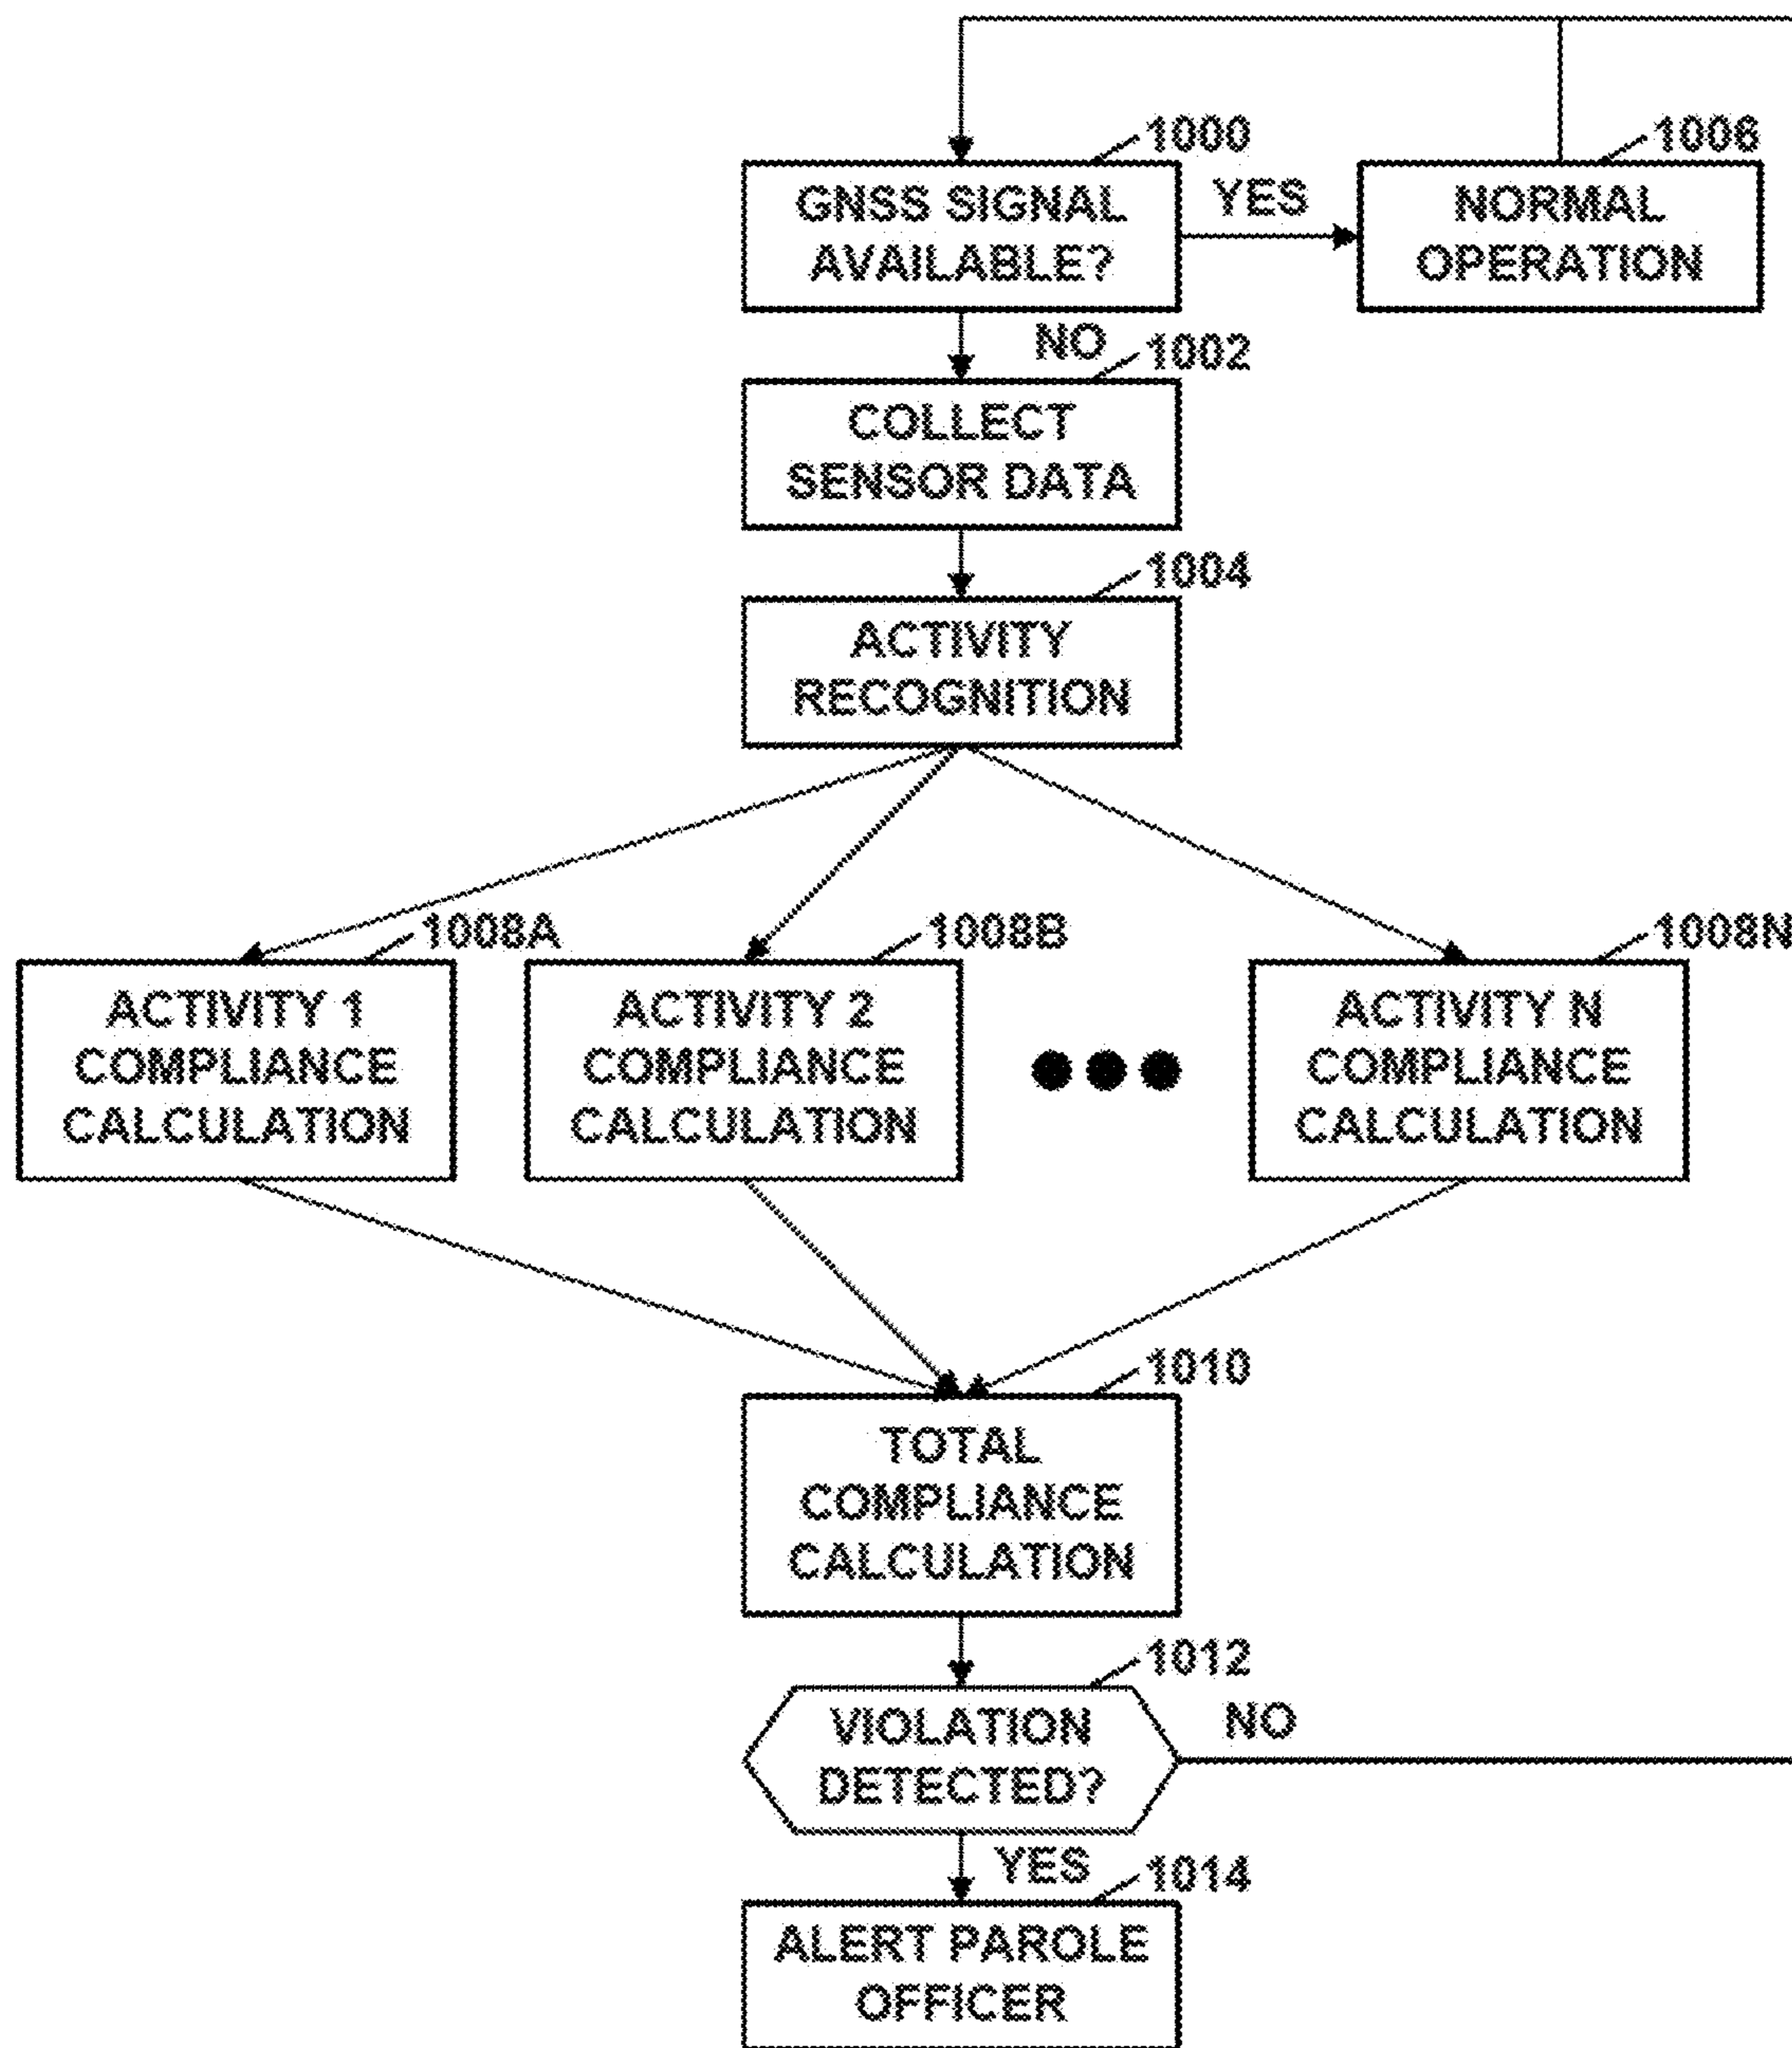 1000
1006
GNSS SIGNAL
AVAILABLE?
YES
NORMAL
OPERATION
NO
1002
COLLECT
SENSOR DATA
1004
ACTIVITY
RECOGNITION
1008A
1008B
1008N
ACTIVITY 1
COMPLIANCE
CALCULATION
ACTIVITY 2
COMPLIANCE
CALCULATION
ACTIVITY N
COMPLIANCE
CALCULATION
1010
TOTAL
COMPLIANCE
CALCULATION
1012
VIOLATION
DETECTED?
NO
YES
1014
ALERT PAROLE
OFFICER